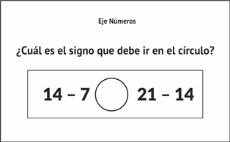 Eje Números
¿Cuál es el signo que debe ir en el círculo?
14 – 7 21 – 14